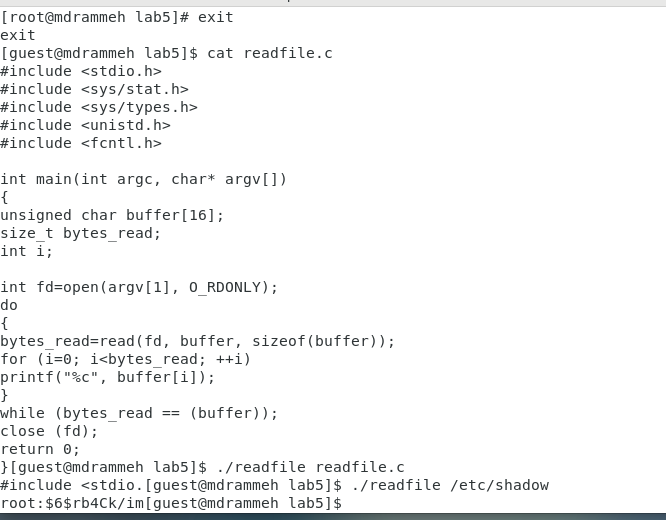 [root@mdrammeh lab5]# exit
exit
[guest@mdrammeh lab5]$ cat readfile.c
#include <stdio.h>
#include <sys/stat.h>
#include <sys/types.h>
#include <unistd.h>
#include <fcntl.h>

int main(int argc, char* argv[])
{
unsigned char buffer[16];
size_t bytes_read;
int i;

int fd=open(argv[1], O_RDONLY);
do
{
bytes_read=read(fd, buffer, sizeof(buffer));
for (i=0; i<bytes_read; ++i)
printf("%c", buffer[i]);
}
while (bytes_read == (buffer));
close (fd);
return 0;
}[guest@mdrammeh lab5]$ ./readfile readfile.c
#include <stdio.[guest@mdrammeh lab5]$ ./readfile /etc/shadow
root:$6$rb4Ck/im[guest@mdrammeh lab5]$